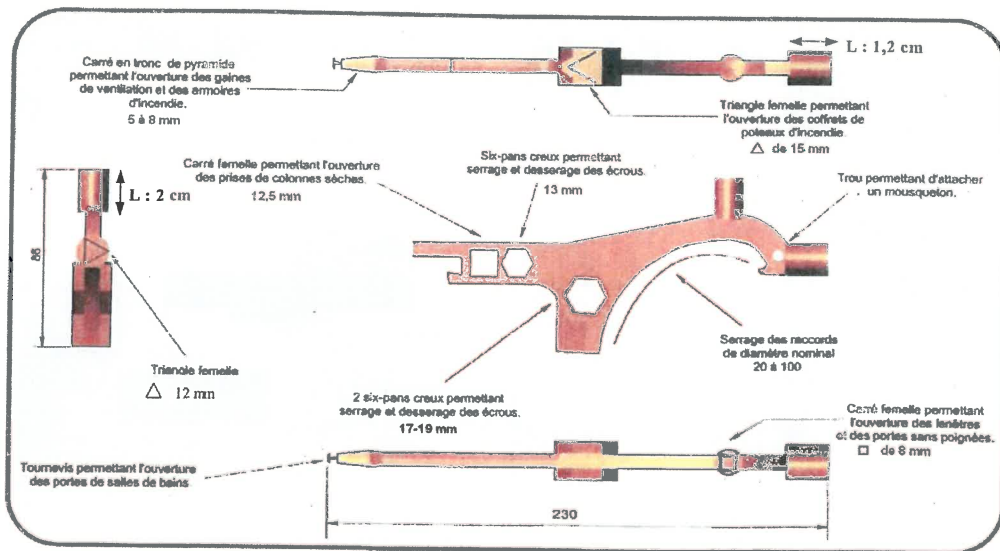 Carré en tronc de pyramide
permettant l'ouverture des gaines
de ventilation et des armoires
d'incendie.
5 à 8 mm
L : 1,2 cm
Triangle femelle permettant
l'ouverture des coffrets de
poteaux d'incendie.
△ de 15 mm
Carré femelle permettant l'ouverture
des prises de colonnes sèches.
12,5 mm
Six-pans creux permettant
serrage et desserage des écrous.
13 mm
Trou permettant d'attacher
un mousqueton.
L : 2 cm
86
Triangle femelle
△ 12 mm
Serrage des raccords
de diamètre nominal
20 à 100
2 six-pans creux permettant
serrage et desserage des écrous.
17-19 mm
Carré femelle permettant
l'ouverture des fenêtres
et des portes sans poignées.
□ de 8 mm
Tournevis permettant l'ouverture
des portes de salles de bains
230